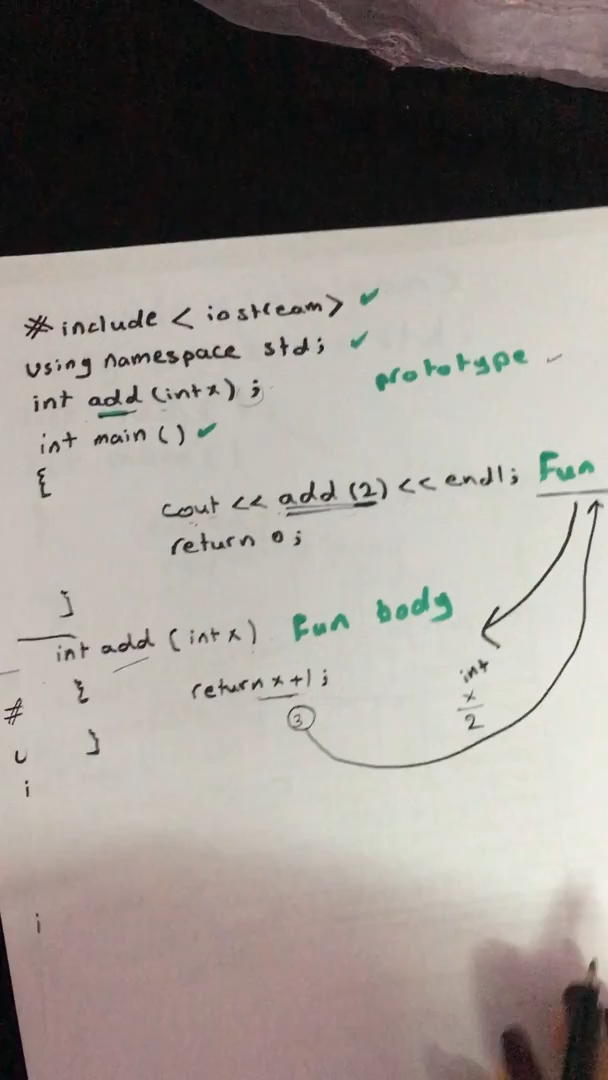 #include <iostream> ✔
using namespace std; ✔
int add (int x); prototype
int main () ✔
{
cout << add (2) << endl; Fun
return 0;
}
int add (int x) Fun body
{ return x+1;
}
3
int
x
2
#
u
i
i